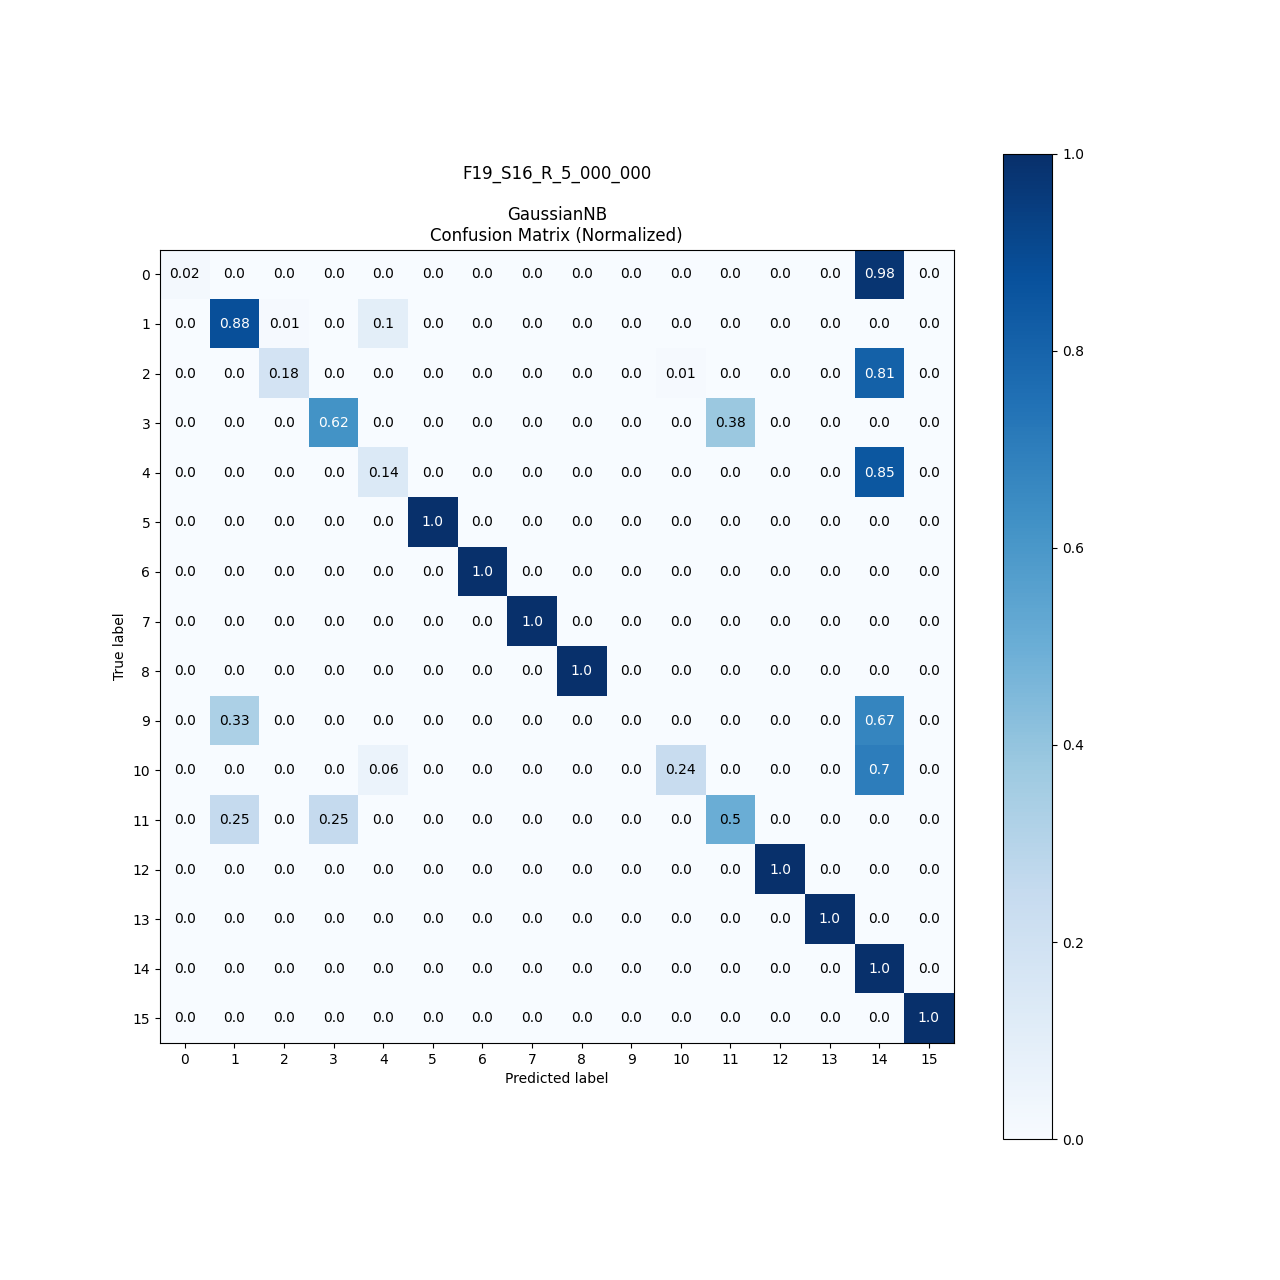 F19_S16_R_5_000_000
GaussianNB
Confusion Matrix (Normalized)
0 0.02 0.0 0.0 0.0 0.0 0.0 0.0 0.0 0.0 0.0 0.0 0.0 0.0 0.0 0.98 0.0
1 0.0 0.88 0.01 0.0 0.1 0.0 0.0 0.0 0.0 0.0 0.0 0.0 0.0 0.0 0.0 0.0
2 0.0 0.0 0.18 0.0 0.0 0.0 0.0 0.0 0.0 0.0 0.01 0.0 0.0 0.0 0.81 0.0
3 0.0 0.0 0.0 0.62 0.0 0.0 0.0 0.0 0.0 0.0 0.0 0.38 0.0 0.0 0.0 0.0
4 0.0 0.0 0.0 0.0 0.14 0.0 0.0 0.0 0.0 0.0 0.0 0.0 0.0 0.0 0.85 0.0
5 0.0 0.0 0.0 0.0 0.0 1.0 0.0 0.0 0.0 0.0 0.0 0.0 0.0 0.0 0.0 0.0
6 0.0 0.0 0.0 0.0 0.0 0.0 1.0 0.0 0.0 0.0 0.0 0.0 0.0 0.0 0.0 0.0
7 0.0 0.0 0.0 0.0 0.0 0.0 0.0 1.0 0.0 0.0 0.0 0.0 0.0 0.0 0.0 0.0
8 0.0 0.0 0.0 0.0 0.0 0.0 0.0 0.0 1.0 0.0 0.0 0.0 0.0 0.0 0.0 0.0
9 0.0 0.33 0.0 0.0 0.0 0.0 0.0 0.0 0.0 0.0 0.0 0.0 0.0 0.0 0.67 0.0
10 0.0 0.0 0.0 0.0 0.06 0.0 0.0 0.0 0.0 0.0 0.24 0.0 0.0 0.0 0.7 0.0
11 0.0 0.25 0.0 0.25 0.0 0.0 0.0 0.0 0.0 0.0 0.0 0.5 0.0 0.0 0.0 0.0
12 0.0 0.0 0.0 0.0 0.0 0.0 0.0 0.0 0.0 0.0 0.0 0.0 1.0 0.0 0.0 0.0
13 0.0 0.0 0.0 0.0 0.0 0.0 0.0 0.0 0.0 0.0 0.0 0.0 0.0 1.0 0.0 0.0
14 0.0 0.0 0.0 0.0 0.0 0.0 0.0 0.0 0.0 0.0 0.0 0.0 0.0 0.0 1.0 0.0
15 0.0 0.0 0.0 0.0 0.0 0.0 0.0 0.0 0.0 0.0 0.0 0.0 0.0 0.0 0.0 1.0
0 1 2 3 4 5 6 7 8 9 10 11 12 13 14 15
Predicted label
True label
1.0
0.8
0.6
0.4
0.2
0.0